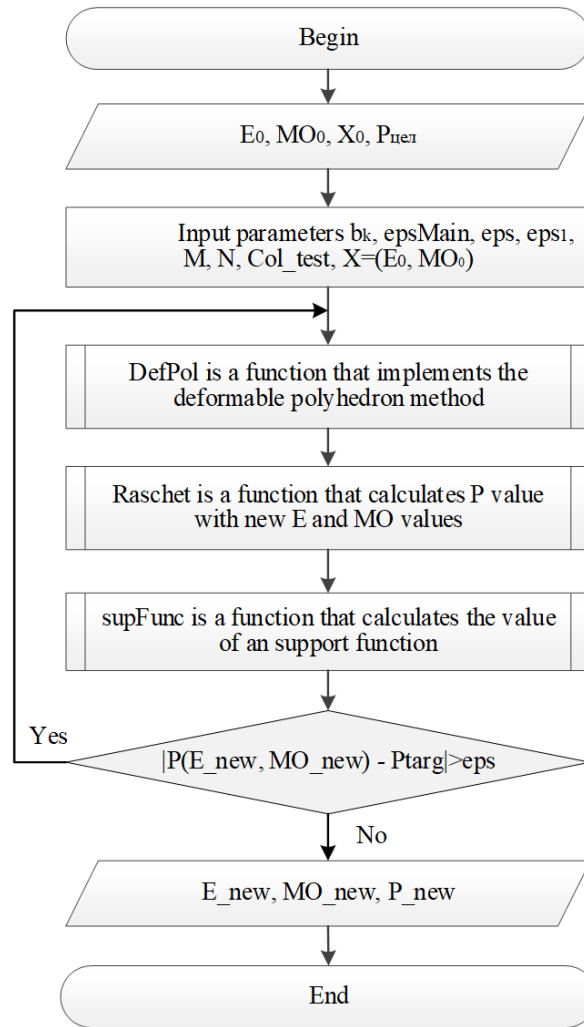 Begin
E₀, MO₀, X₀, Pцел
Input parameters bₖ, epsMain, eps, eps₁,
M, N, Col_test, X=(E₀, MO₀)
DefPol is a function that implements the
deformable polyhedron method
Raschet is a function that calculates P value
with new E and MO values
supFunc is a function that calculates the value
of an support function
Yes
|P(E_new, MO_new) - Ptarg|>eps
No
E_new, MO_new, P_new
End